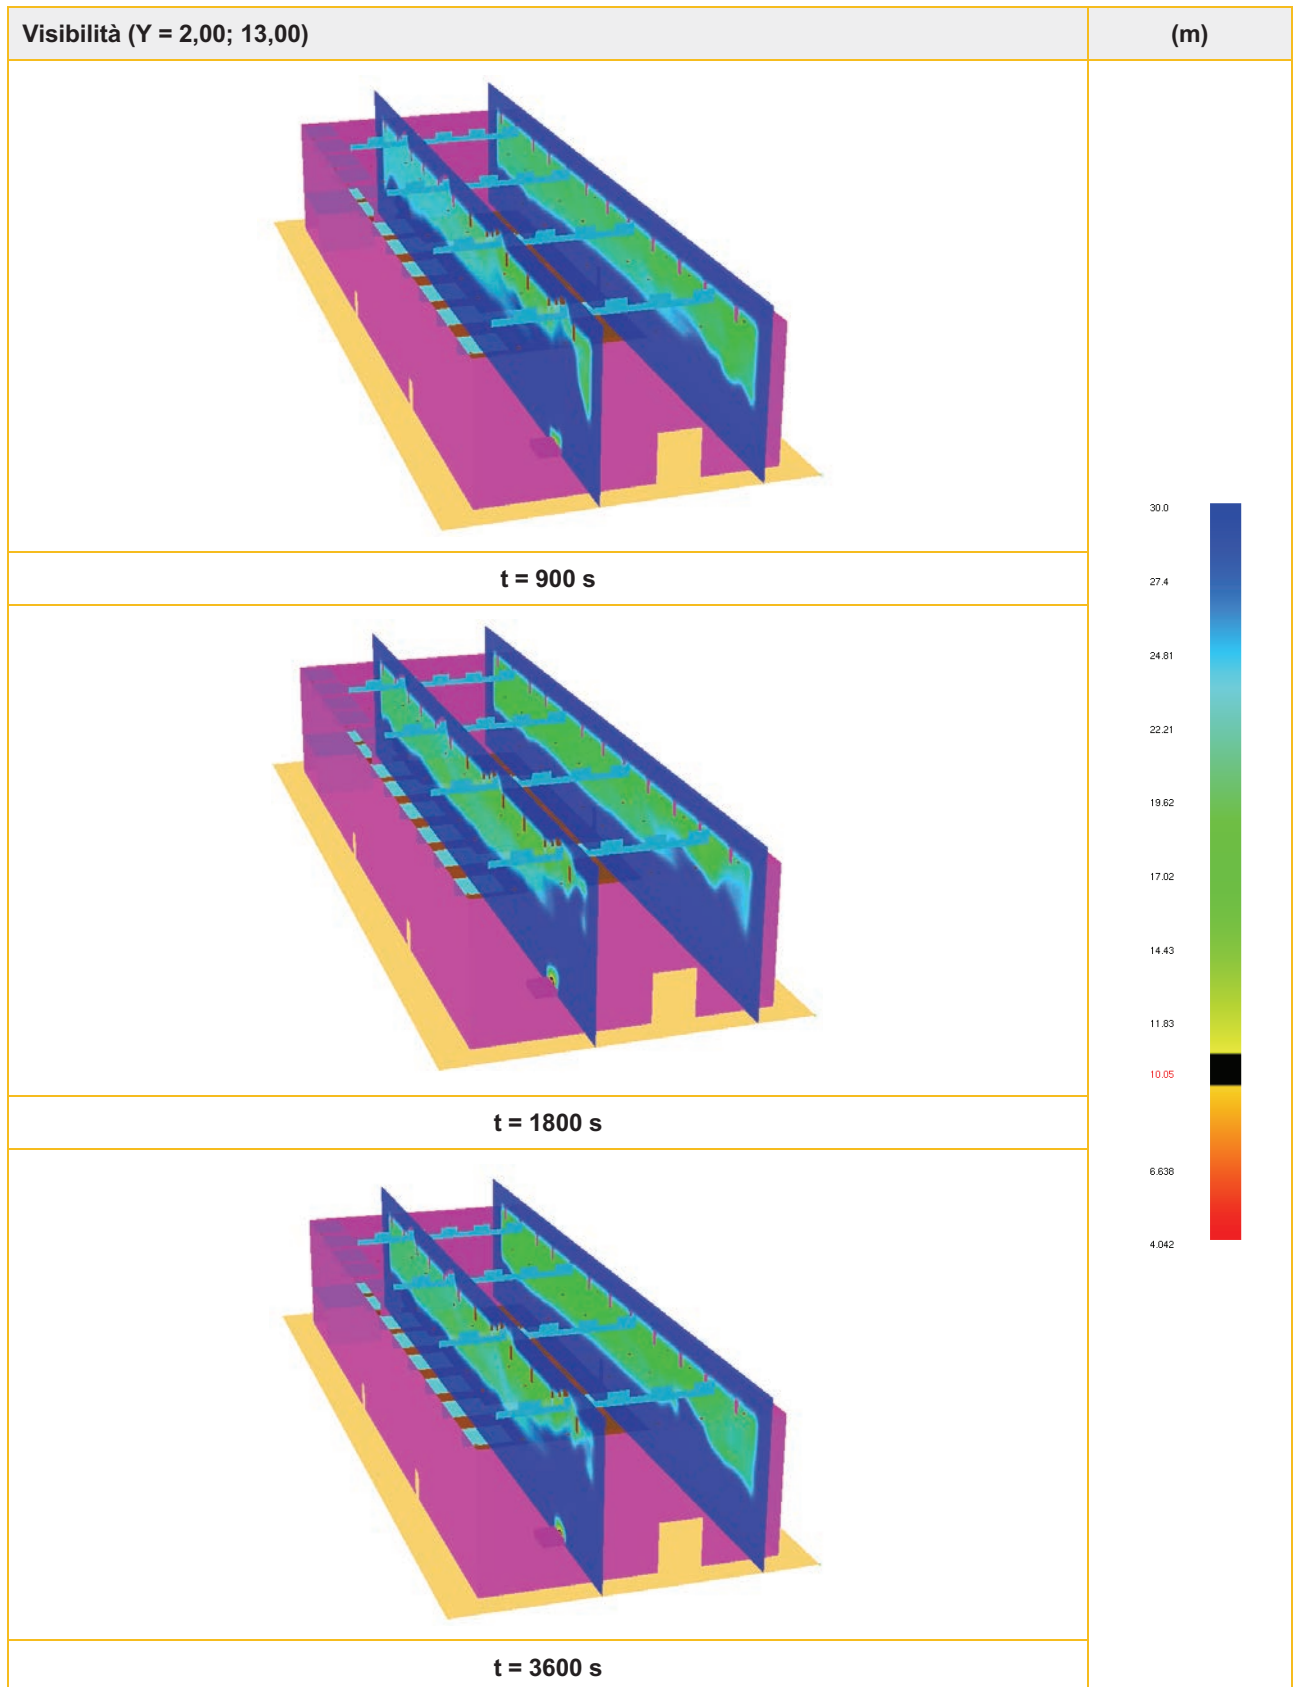 Visibilità (Y = 2,00; 13,00)
(m)
t = 900 s
t = 1800 s
t = 3600 s
30.0
27.4
24.81
22.21
19.62
17.02
14.43
11.83
10.05
6.638
4.042